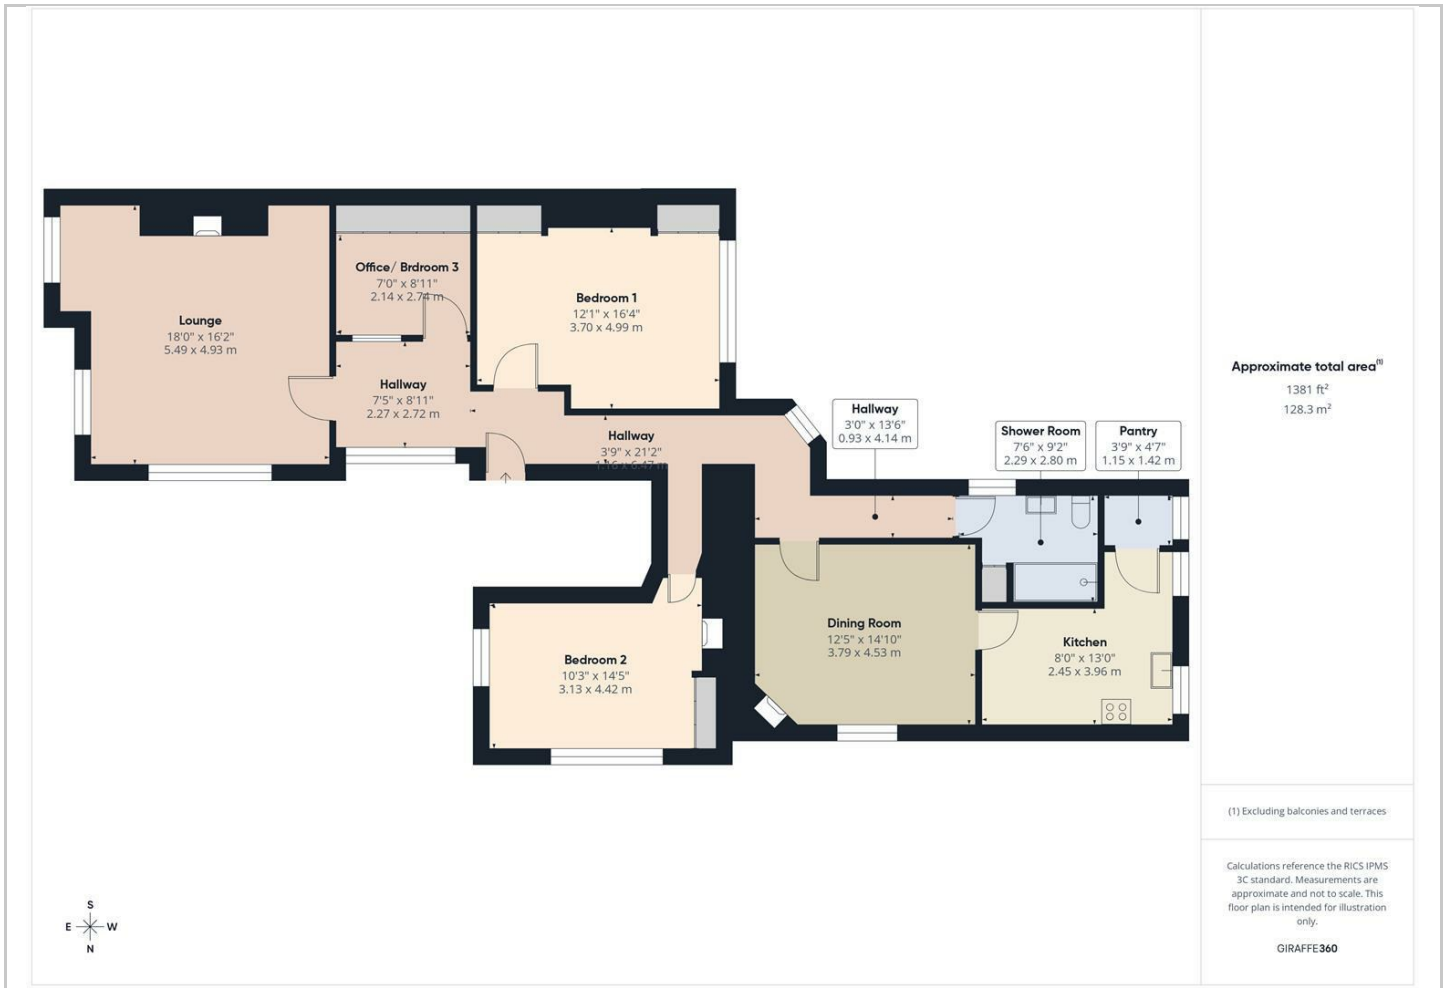 Lounge
18'0" x 16'2"
5.49 x 4.93 m
Office/ Brdroom 3
7'0" x 8'11"
2.14 x 2.74 m
Hallway
7'5" x 8'11"
2.27 x 2.72 m
Bedroom 1
12'1" x 16'4"
3.70 x 4.99 m
Hallway
3'9" x 21'2"
1.16 x 6.47 m
Hallway
3'0" x 13'6"
0.93 x 4.14 m
Shower Room
7'6" x 9'2"
2.29 x 2.80 m
Pantry
3'9" x 4'7"
1.15 x 1.42 m
Bedroom 2
10'3" x 14'5"
3.13 x 4.42 m
Dining Room
12'5" x 14'10"
3.79 x 4.53 m
Kitchen
8'0" x 13'0"
2.45 x 3.96 m
Approximate total area(1)
1381 ft²
128.3 m²
(1) Excluding balconies and terraces
Calculations reference the RICS IPMS
3C standard. Measurements are
approximate and not to scale. This
floor plan is intended for illustration
only.
GIRAFFE360
S
E W
N